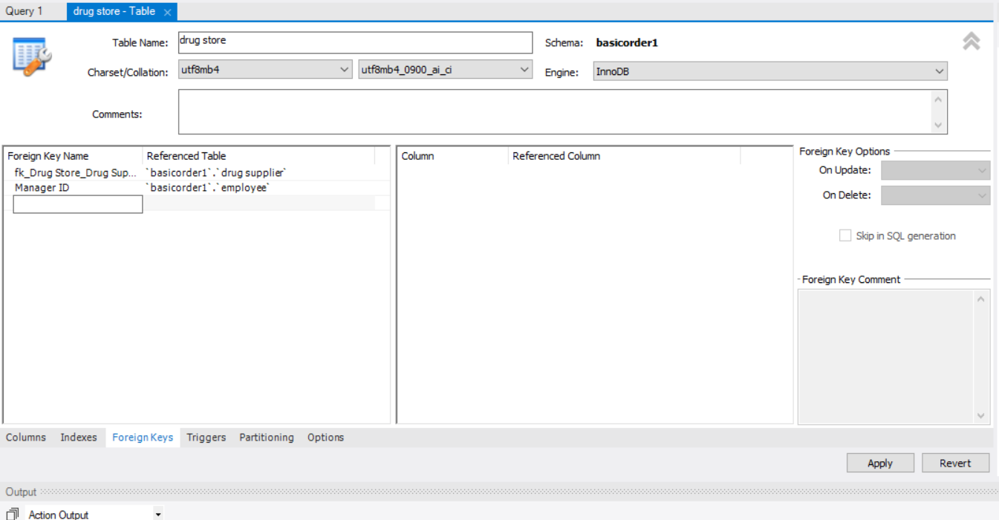 Query 1 drug store - Table ×
Table Name: drug store Schema: basicorder1
Charset/Collation: utf8mb4 utf8mb4_0900_ai_ci Engine: InnoDB
Comments:
Foreign Key Name Referenced Table Column Referenced Column Foreign Key Options
fk_Drug Store_Drug Sup... `basicorder1`.`drug supplier` On Update:
Manager ID `basicorder1`.`employee`
On Delete:
Skip in SQL generation
Foreign Key Comment
Columns Indexes Foreign Keys Triggers Partitioning Options
Apply Revert
Output
Action Output